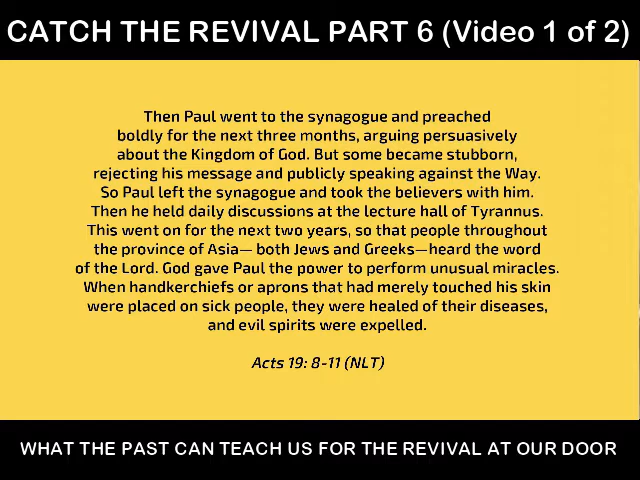 CATCH THE REVIVAL PART 6 (Video 1 of 2)
Then Paul went to the synagogue and preached
boldly for the next three months, arguing persuasively
about the Kingdom of God. But some became stubborn,
rejecting his message and publicly speaking against the Way.
So Paul left the synagogue and took the believers with him.
Then he held daily discussions at the lecture hall of Tyrannus.
This went on for the next two years, so that people throughout
the province of Asia— both Jews and Greeks—heard the word
of the Lord. God gave Paul the power to perform unusual miracles.
When handkerchiefs or aprons that had merely touched his skin
were placed on sick people, they were healed of their diseases,
and evil spirits were expelled.
Acts 19: 8-11 (NLT)
WHAT THE PAST CAN TEACH US FOR THE REVIVAL AT OUR DOOR